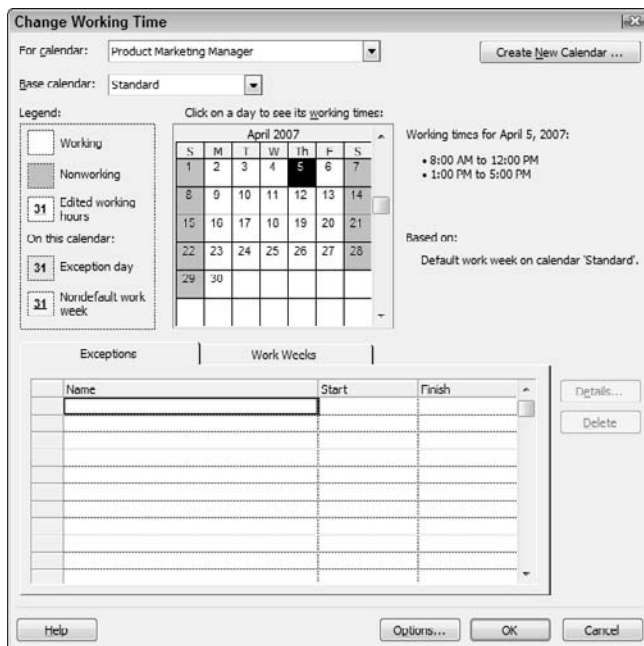 Change Working Time
For calendar: Product Marketing Manager
Create New Calendar ...
Base calendar: Standard
Legend:
Working
Nonworking
31 Edited working hours
On this calendar:
31 Exception day
31 Nondefault work week
Click on a day to see its working times:
April 2007
S M T W Th F S
1 2 3 4 5 6 7
8 9 10 11 12 13 14
15 16 17 18 19 20 21
22 23 24 25 26 27 28
29 30
Working times for April 5, 2007:
• 8:00 AM to 12:00 PM
• 1:00 PM to 5:00 PM
Based on:
Default work week on calendar 'Standard'.
Exceptions Work Weeks
Name Start Finish
Details...
Delete
Help Options... OK Cancel